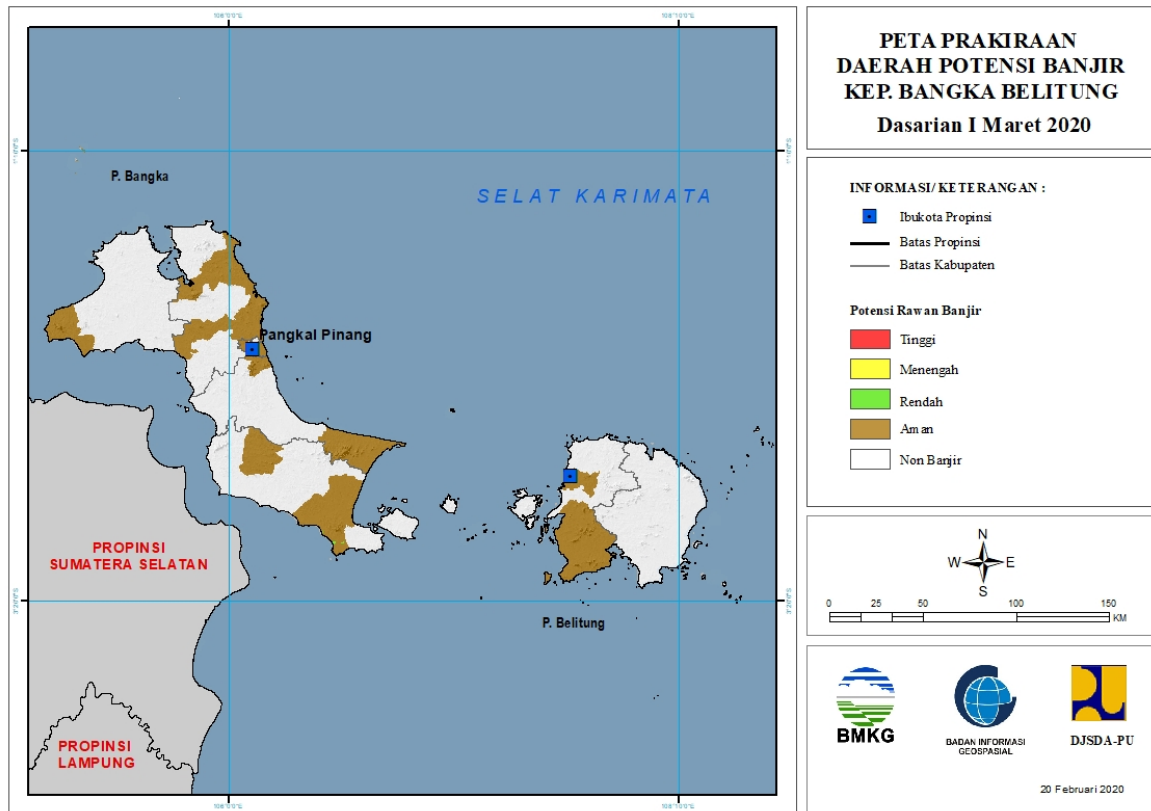 PETA PRAKIRAAN
DAERAH POTENSI BANJIR
KEP. BANGKA BELITUNG
Dasarian I Maret 2020
P. Bangka
SELAT KARIMATA
Pangkal Pinang
PROPINSI
SUMATERA SELATAN
P. Belitung
PROPINSI
LAMPUNG
INFORMASI/ KETERANGAN :
Ibukota Propinsi
Batas Propinsi
Batas Kabupaten
Potensi Rawan Banjir
Tinggi
Menengah
Rendah
Aman
Non Banjir
N
W E
S
0 25 50 100 150
KM
BMKG
BADAN INFORMASI
GEOSPASIAL
DJSDA-PU
20 Februari 2020